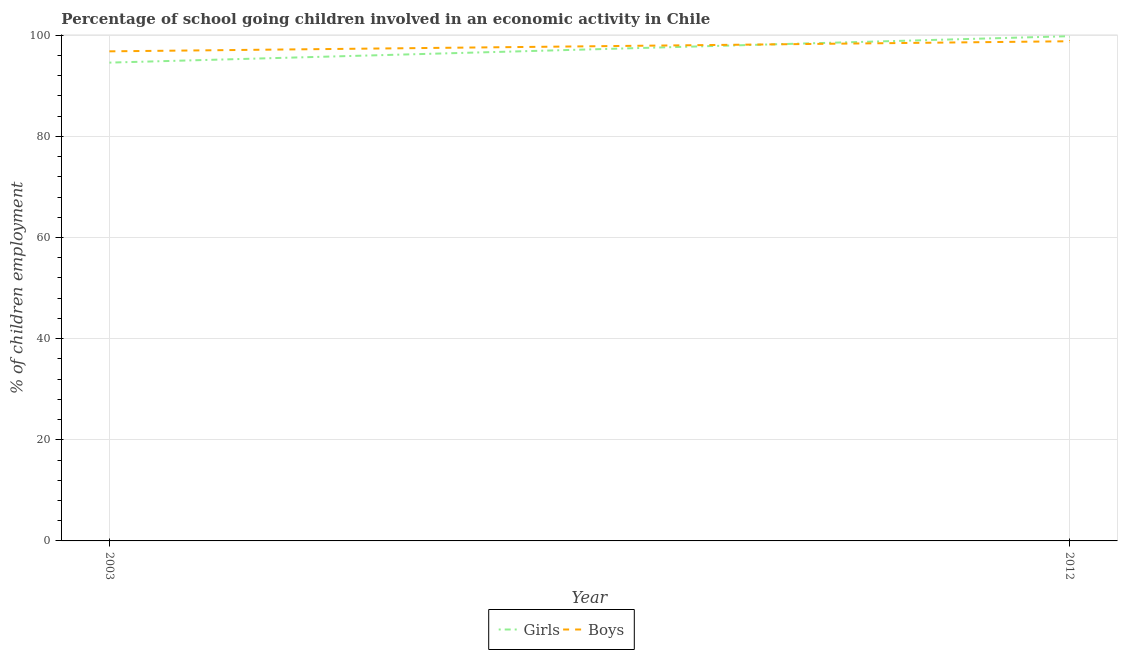 Percentage of school going children involved in an economic activity in Chile
% of children employment
100
80
60
40
20
0
2003
2012
Year
Girls
Boys